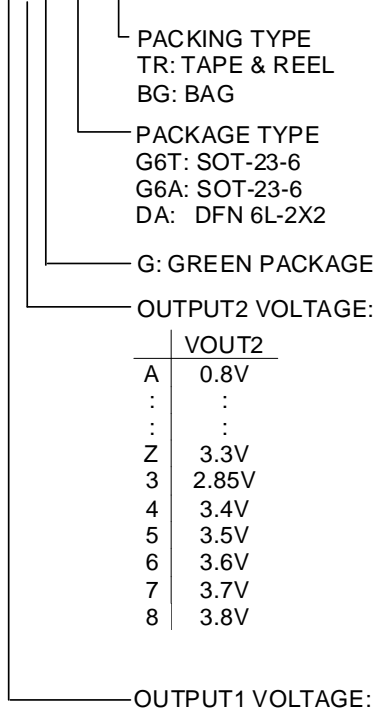 PACKING TYPE
TR: TAPE & REEL
BG: BAG
PACKAGE TYPE
G6T: SOT-23-6
G6A: SOT-23-6
DA: DFN 6L-2X2
G: GREEN PACKAGE
OUTPUT2 VOLTAGE:
VOUT2
A 0.8V
: :
: :
Z 3.3V
3 2.85V
4 3.4V
5 3.5V
6 3.6V
7 3.7V
8 3.8V
OUTPUT1 VOLTAGE: